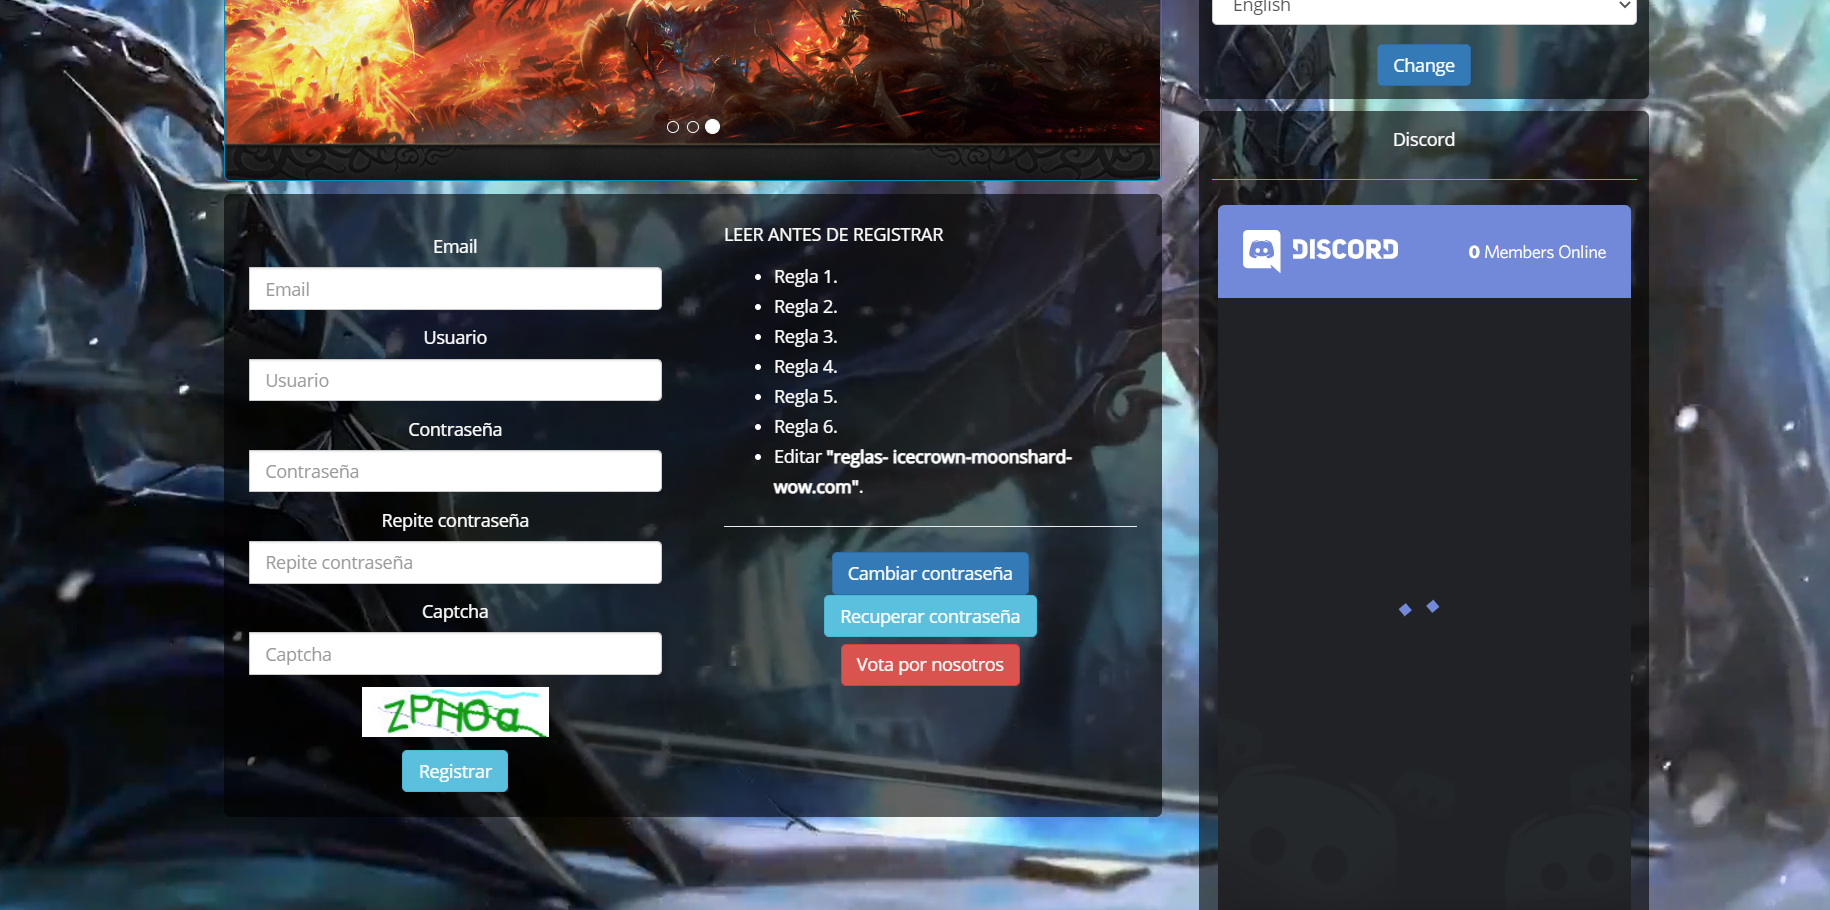 English
Change
Discord
DISCORD
0 Members Online
Email
Email
Usuario
Usuario
Contraseña
Contraseña
Repite contraseña
Repite contraseña
Captcha
Captcha
zPHOa
Registrar
LEER ANTES DE REGISTRAR
Regla 1.
Regla 2.
Regla 3.
Regla 4.
Regla 5.
Regla 6.
Editar "reglas- icecrown-moonshard-
wow.com".
Cambiar contraseña
Recuperar contraseña
Vota por nosotros